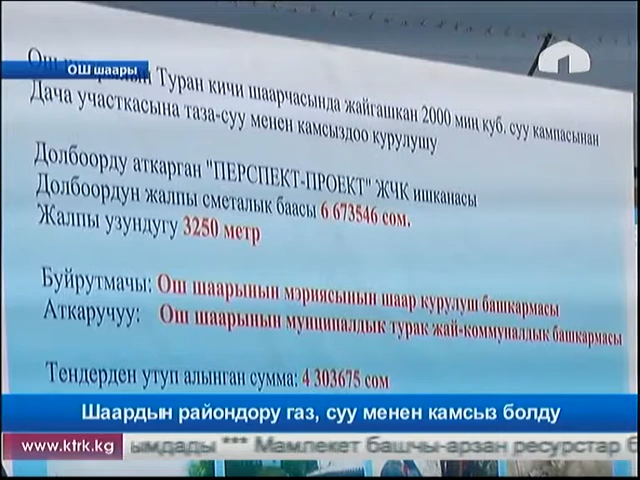 ОШ шаары
Ош Туран кичи шаарчасында жайгашкан 2000 миң куб. суу кампасынан
Дача участкасына таза-суу менен камсыздоо курулушу
Долбоорду аткарган "ПЕРСПЕКТ-ПРОЕКТ" ЖЧК ишканасы
Долбоордун жалпы сметалык баасы 6 673546 сом.
Жалпы узундугу 3250 метр
Буйрутмачы: Ош шаарынын мэриясынын шаар курулуш башкармасы
Аткаручуу: Ош шаарынын мунципалдык турак жай-коммуналдык башкармасы
Тендерден утуп алынган сумма: 4 303675 сом
Шаардын райондору газ, суу менен камсыз болду
www.ktrk.kg ымдады *** Мамлекет башчы-арзан ресурстар б